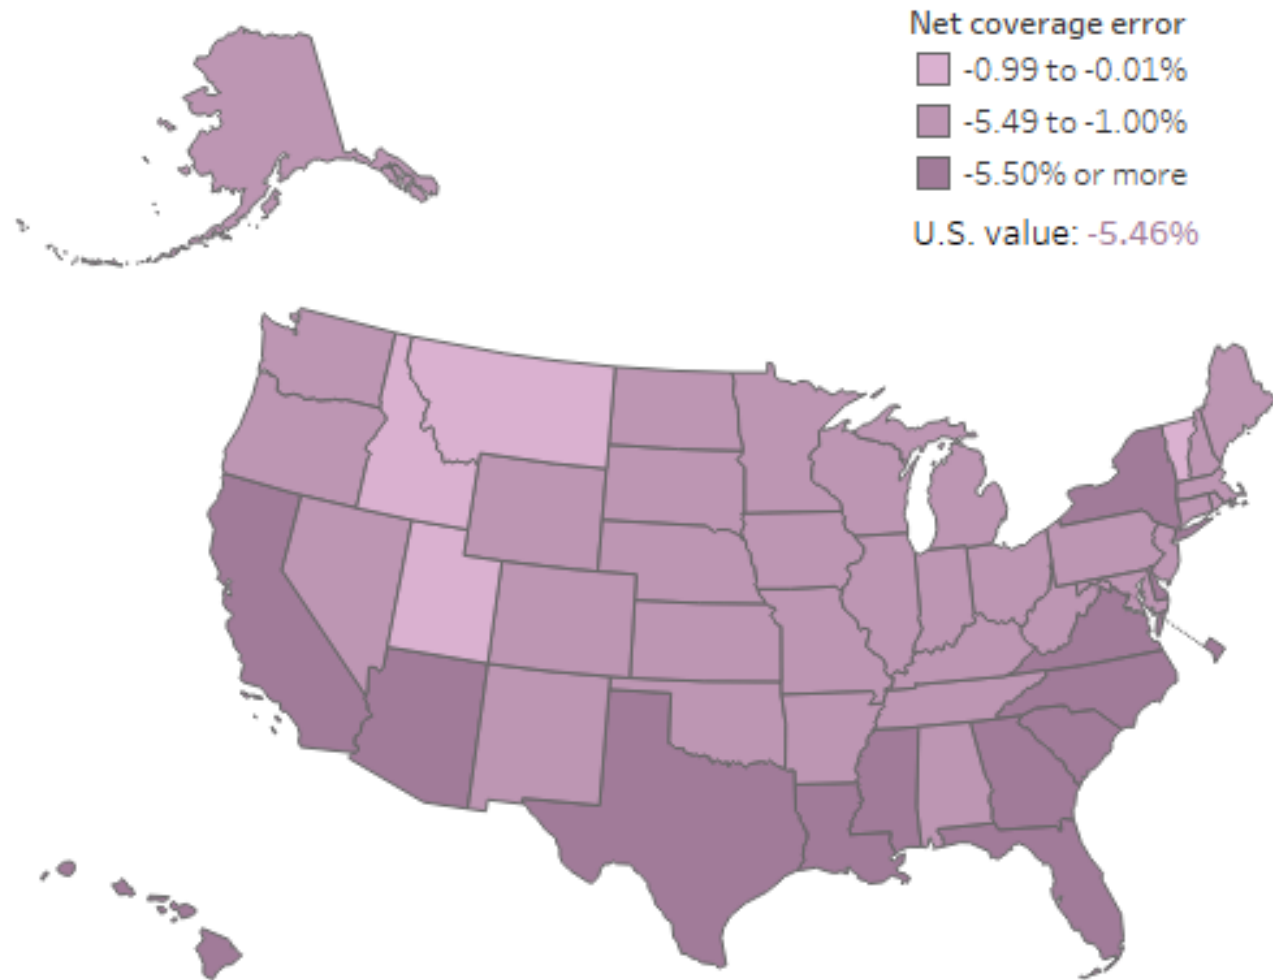 Net coverage error
-0.99 to -0.01%
-5.49 to -1.00%
-5.50% or more
U.S. value: -5.46%